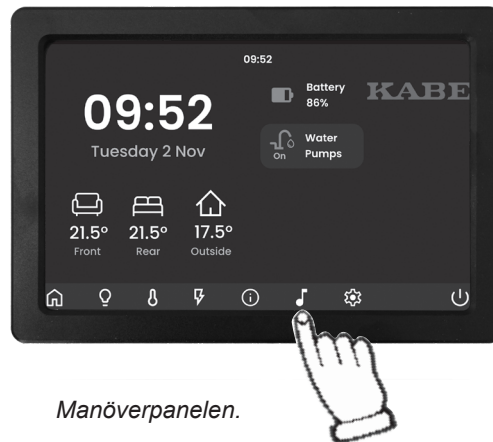 09:52
09:52
Tuesday 2 Nov
Battery
86%
KABE
On
Water
Pumps
21.5°
21.5°
17.5°
Front
Rear
Outside
Manöverpanelen.